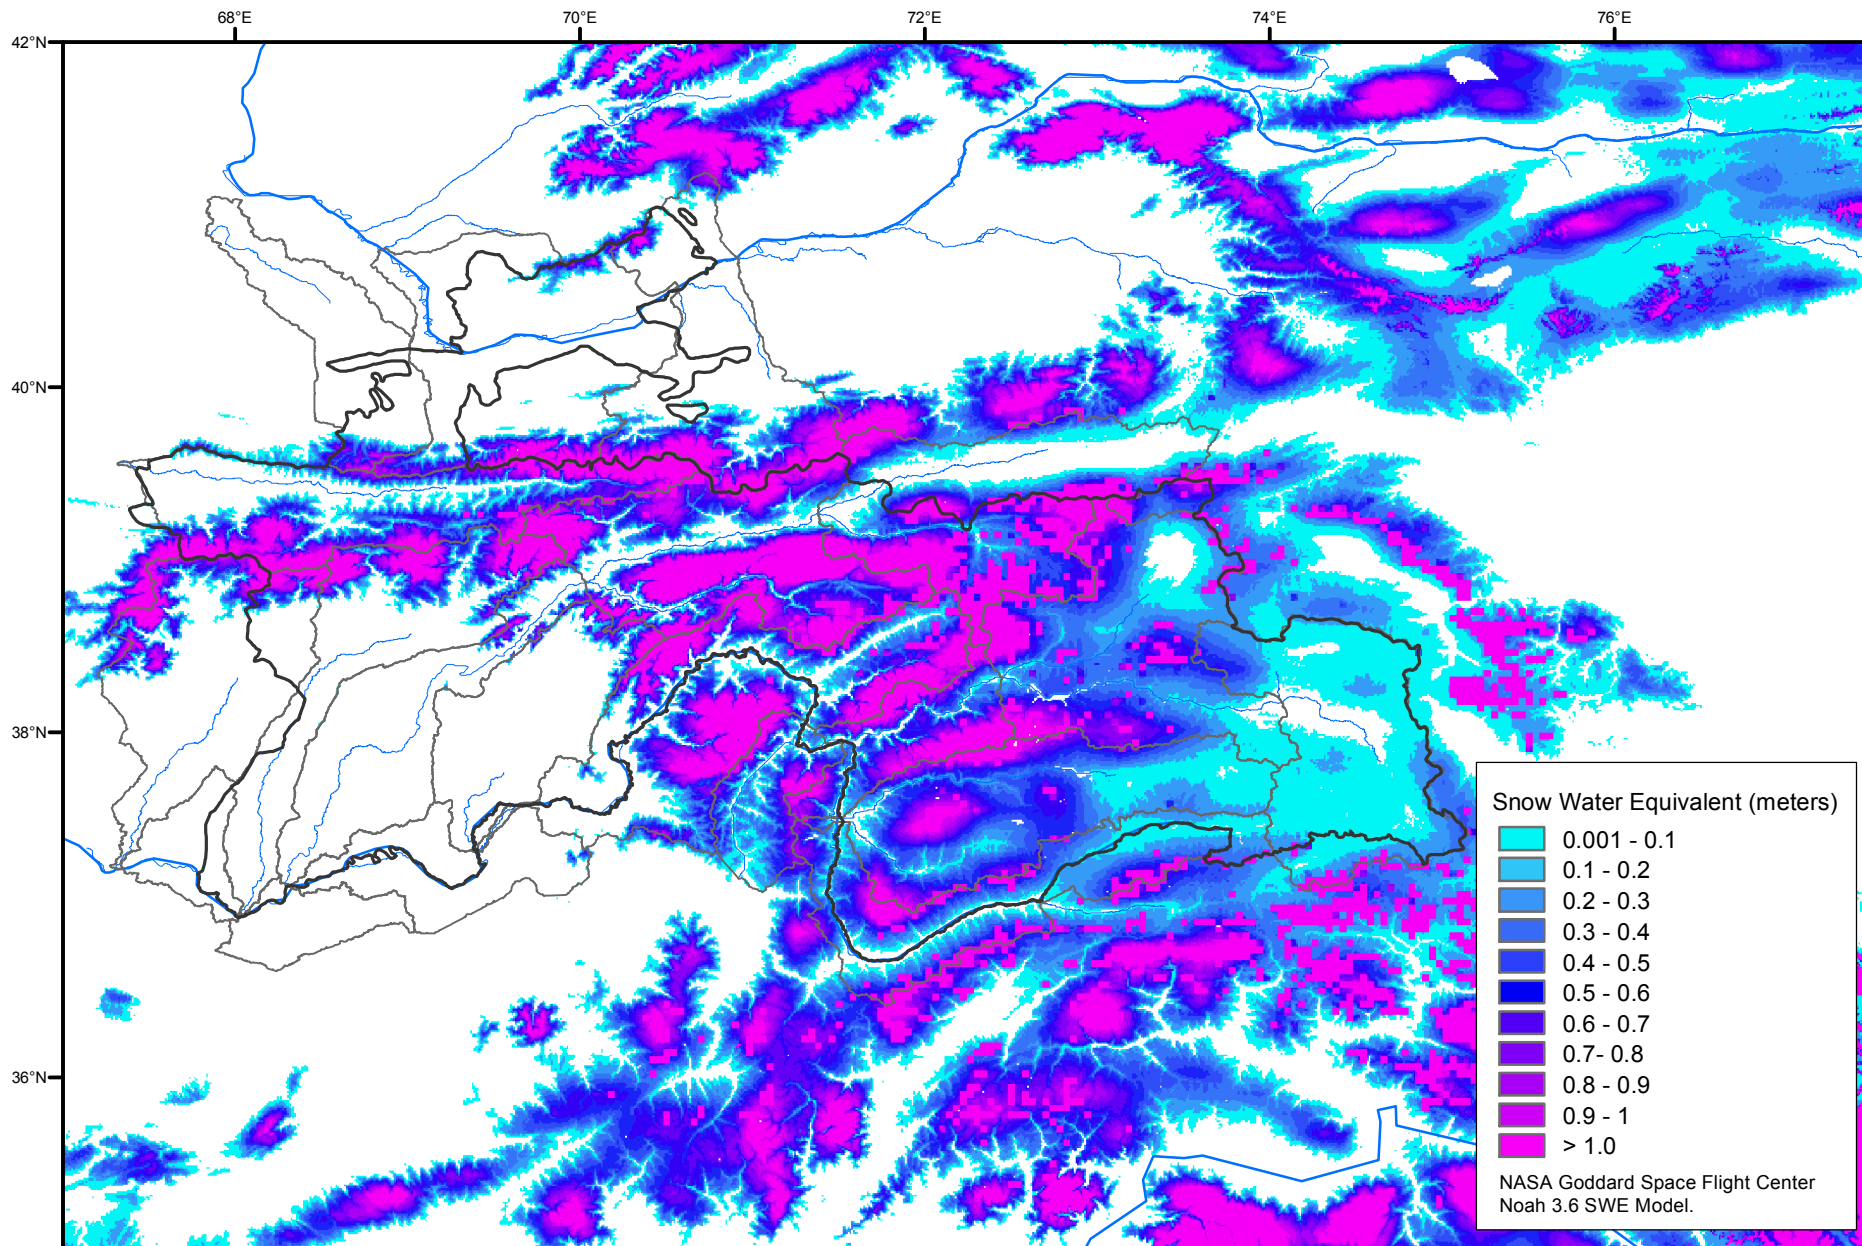 68°E
70°E
72°E
74°E
76°E
42°N
40°N
38°N
36°N
Snow Water Equivalent (meters)
0.001 - 0.1
0.1 - 0.2
0.2 - 0.3
0.3 - 0.4
0.4 - 0.5
0.5 - 0.6
0.6 - 0.7
0.7- 0.8
0.8 - 0.9
0.9 - 1
> 1.0
NASA Goddard Space Flight Center
Noah 3.6 SWE Model.